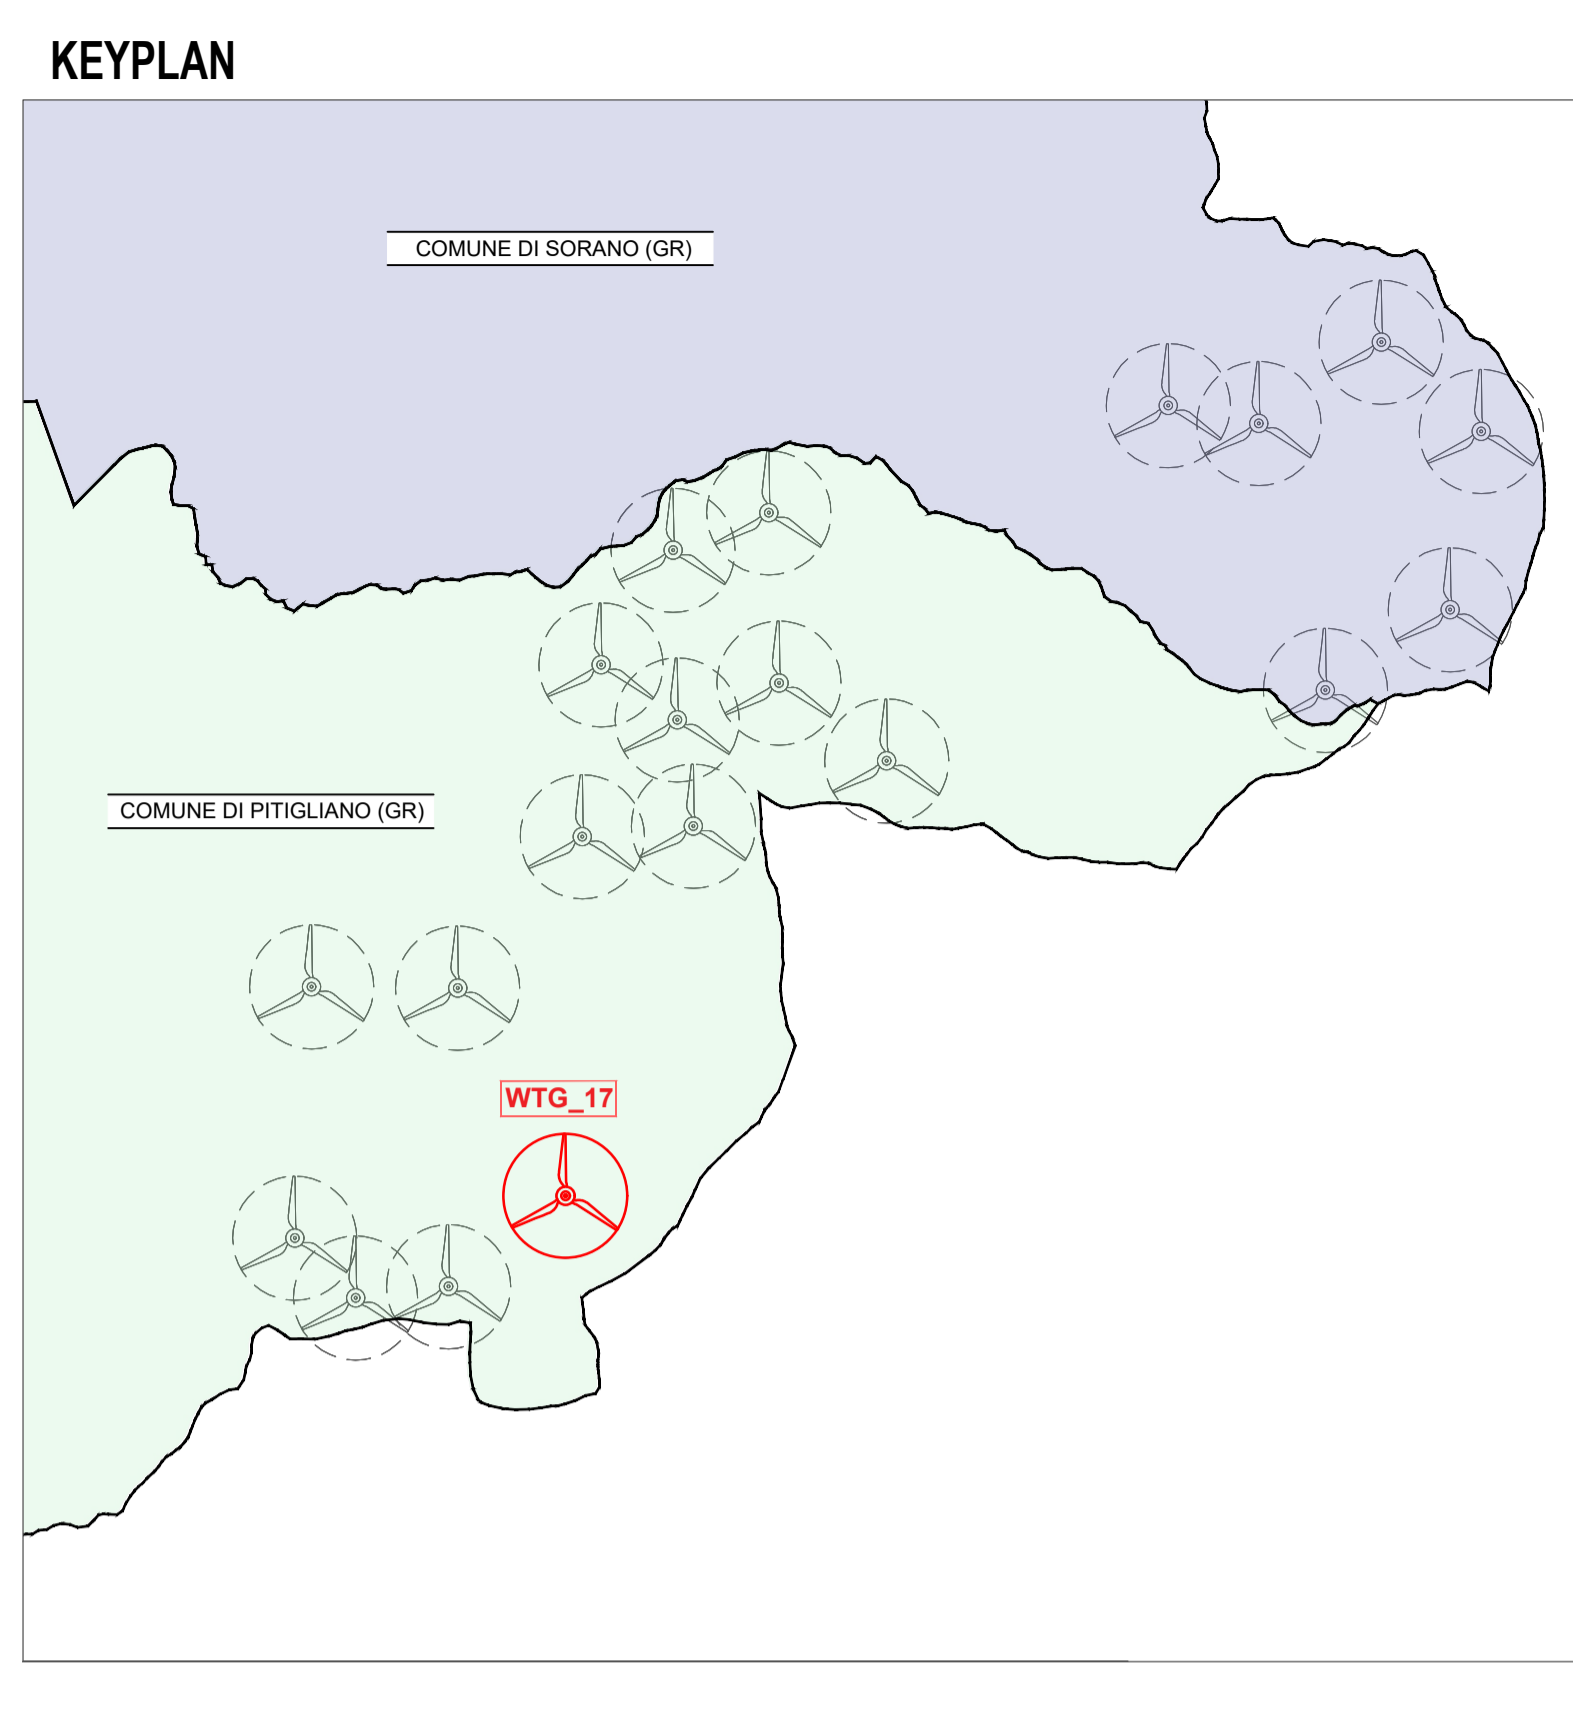 KEYPLAN
COMUNE DI SORANO (GR)
COMUNE DI PITIGLIANO (GR)
WTG_17